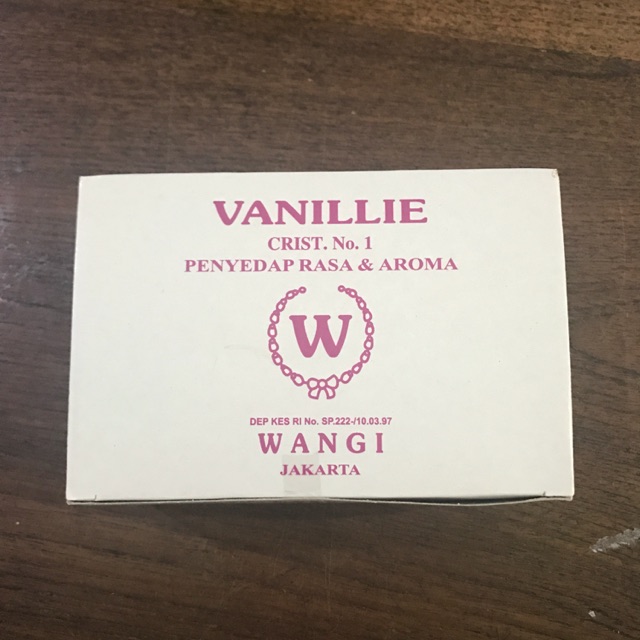 VANILLIE
CRIST. No. 1
PENYEDAP RASA & AROMA
W
DEP KES RI No. SP.222-/10.03.97
WANGI
JAKARTA